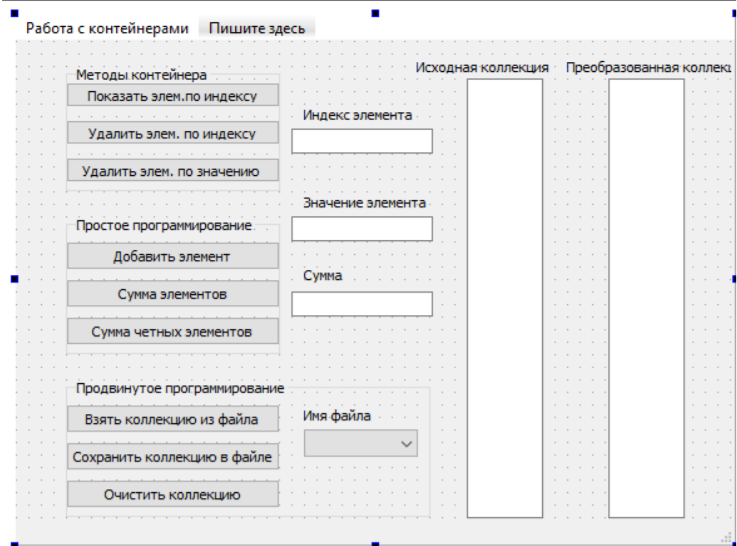 Работа с контейнерами Пишите здесь
Исходная коллекция Преобразованная коллекц
Методы контейнера
Показать элем.по индексу
Индекс элемента
Удалить элем. по индексу
Удалить элем. по значению
Значение элемента
Простое программирование
Добавить элемент
Сумма
Сумма элементов
Сумма четных элементов
Продвинутое программирование
Взять коллекцию из файла
Имя файла
Сохранить коллекцию в файле
Очистить коллекцию